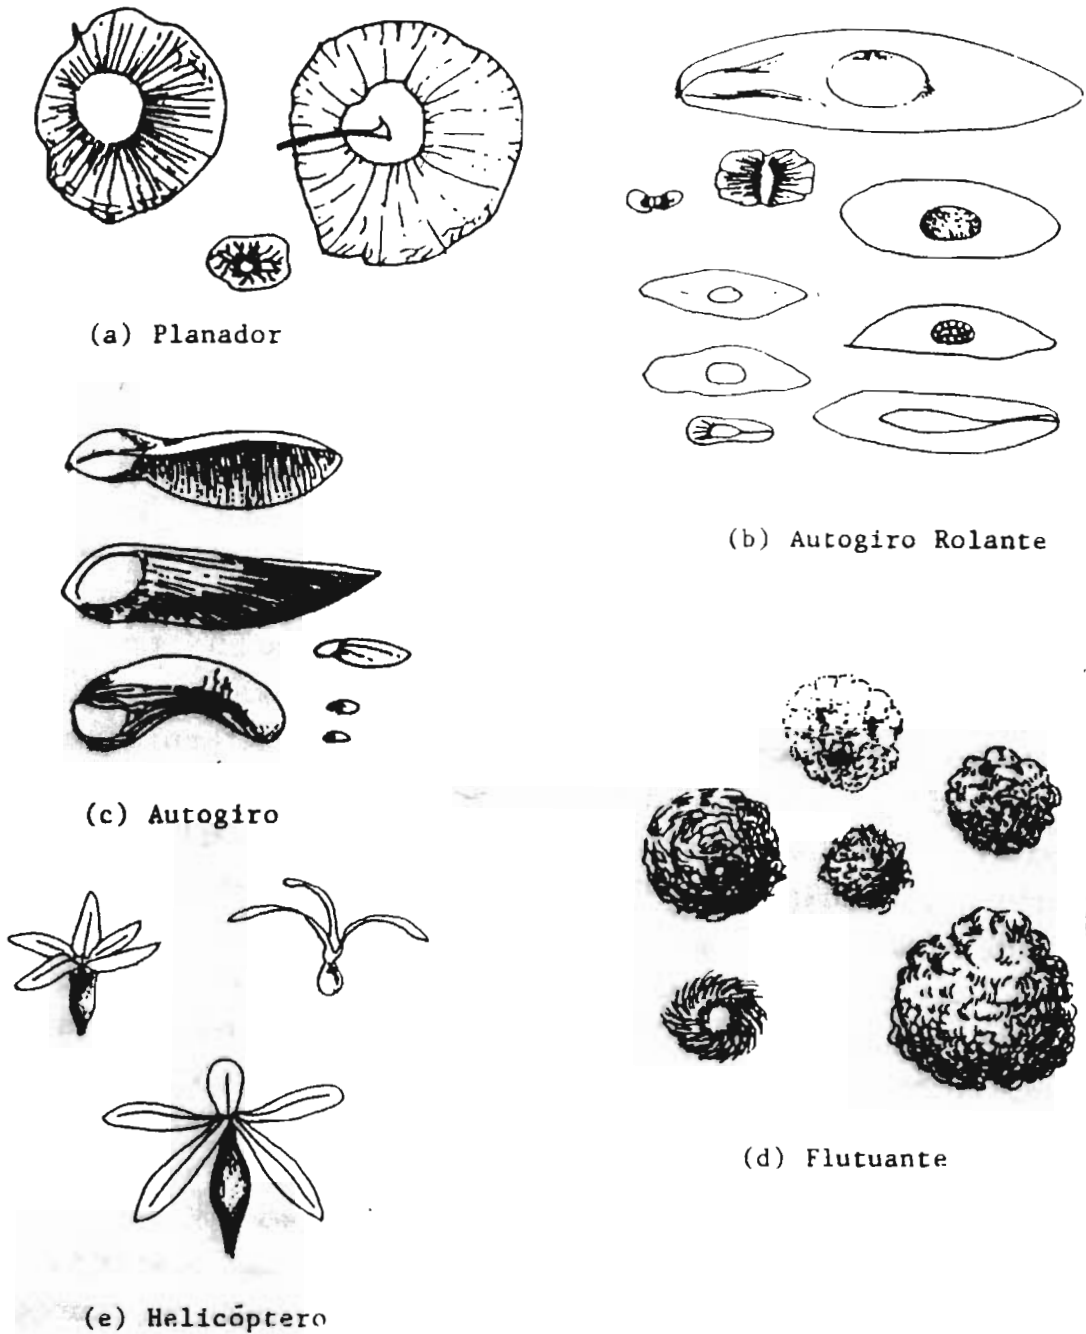 (a) Planador
(b) Autogiro Rolante
(c) Autogiro
(d) Flutuante
(e) Helicóptero